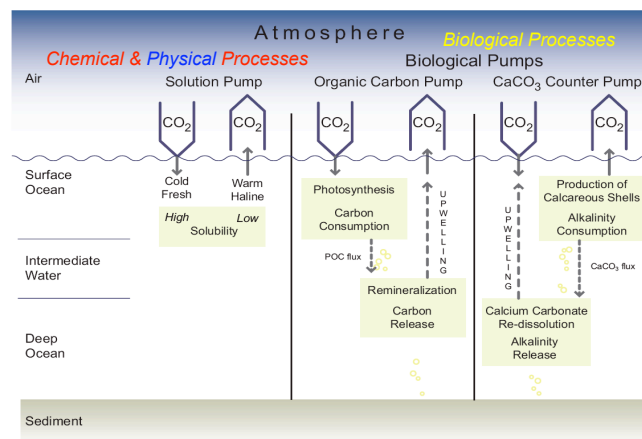 Atmosphere
Biological Processes
Chemical & Physical Processes
Biological Pumps
Air
Solution Pump
Organic Carbon Pump
CaCO3 Counter Pump
CO2
CO2
CO2
CO2
CO2
CO2
Surface
Ocean
Cold
Fresh
Warm
Haline
High
Low
Solubility
Photosynthesis
Carbon
Consumption
UPWELLING
UPWELLING
Production of
Calcareous Shells
Alkalinity
Consumption
Intermediate
Water
POC flux
CaCO3 flux
Remineralization
Carbon
Release
Calcium Carbonate
Re-dissolution
Alkalinity
Release
Deep
Ocean
Sediment